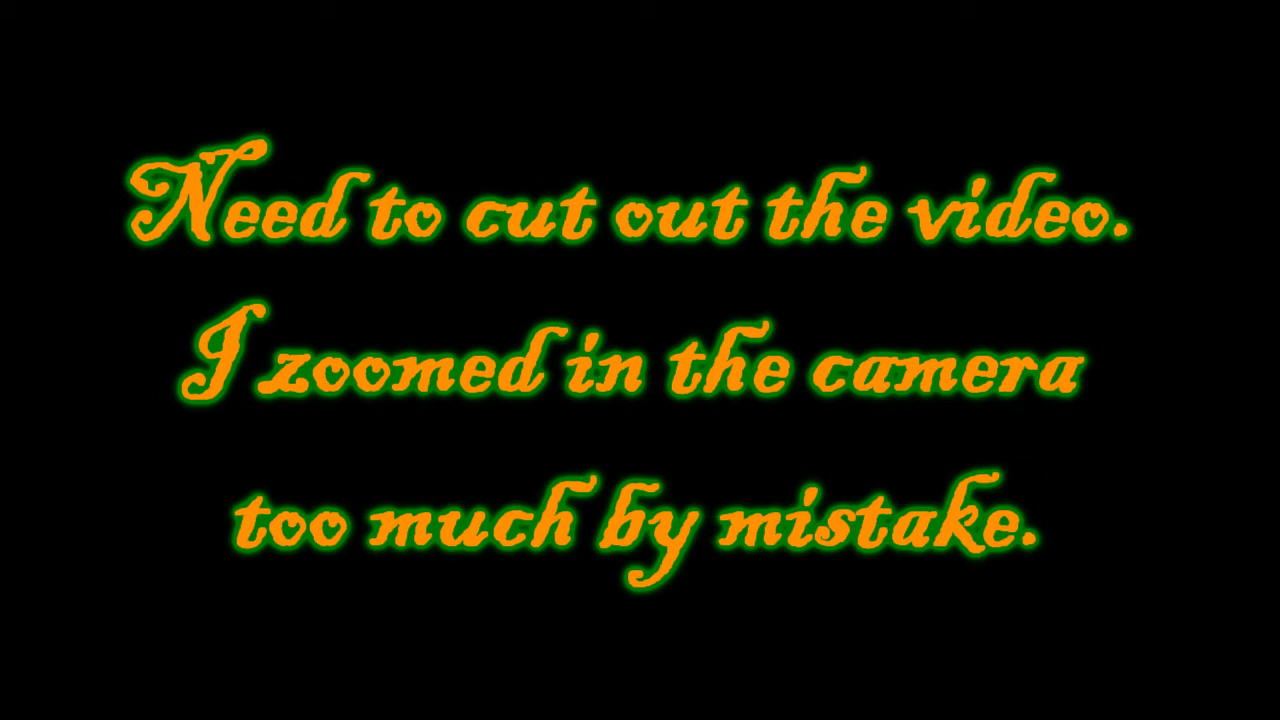 Need to cut out the video.
I zoomed in the camera
too much by mistake.